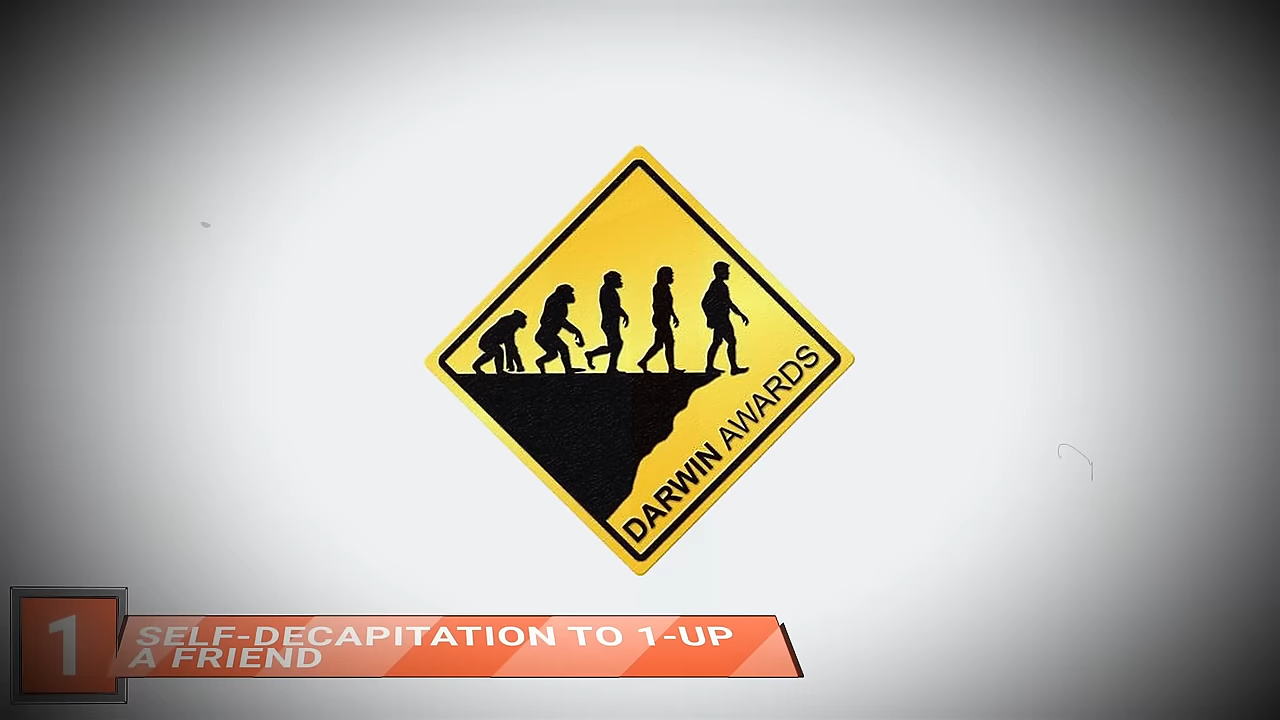 DARWIN AWARDS
1
SELF-DECAPITATION TO 1-UP
A FRIEND